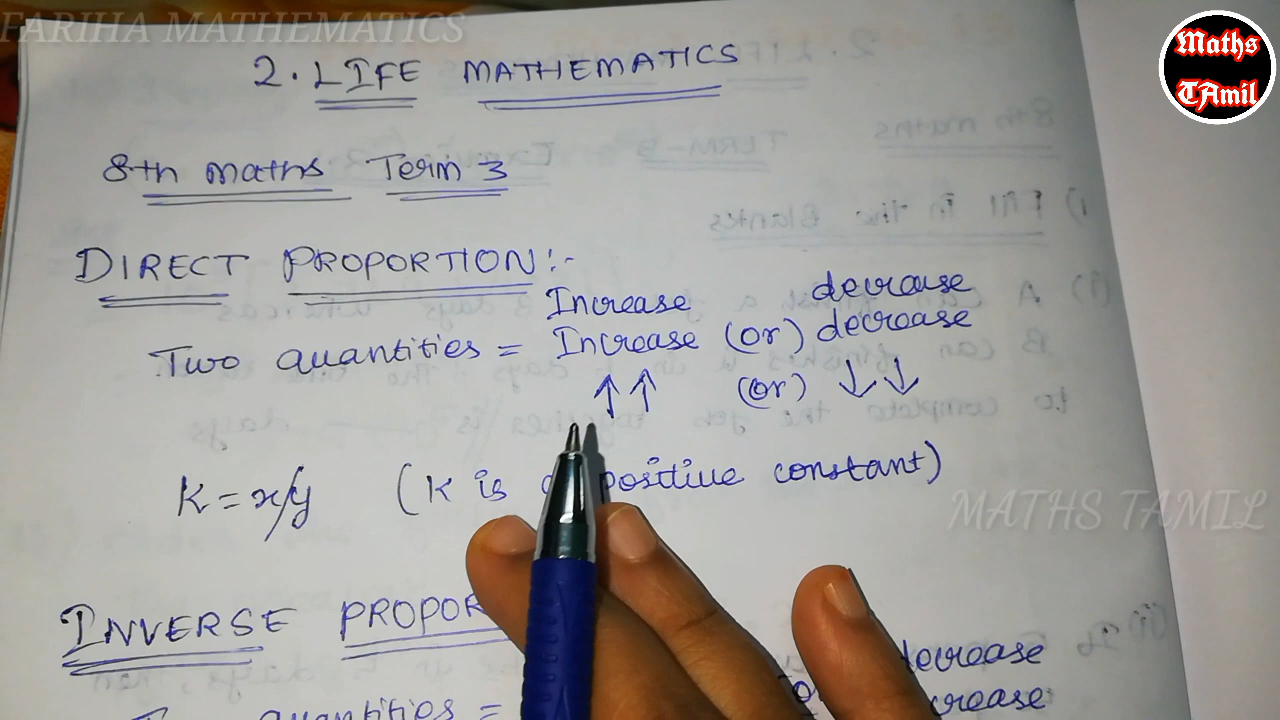 FARIHA MATHEMATICS
Maths
TAmil
2. LIFE MATHEMATICS
8th maths Term 3
DIRECT PROPORTION:-
Increase decrease
Two quantities = Increase (or) decrease
↑↑ (or) ↓↓
K = x/y (K is positive constant)
MATHS TAMIL
INVERSE
decrease
quantities =